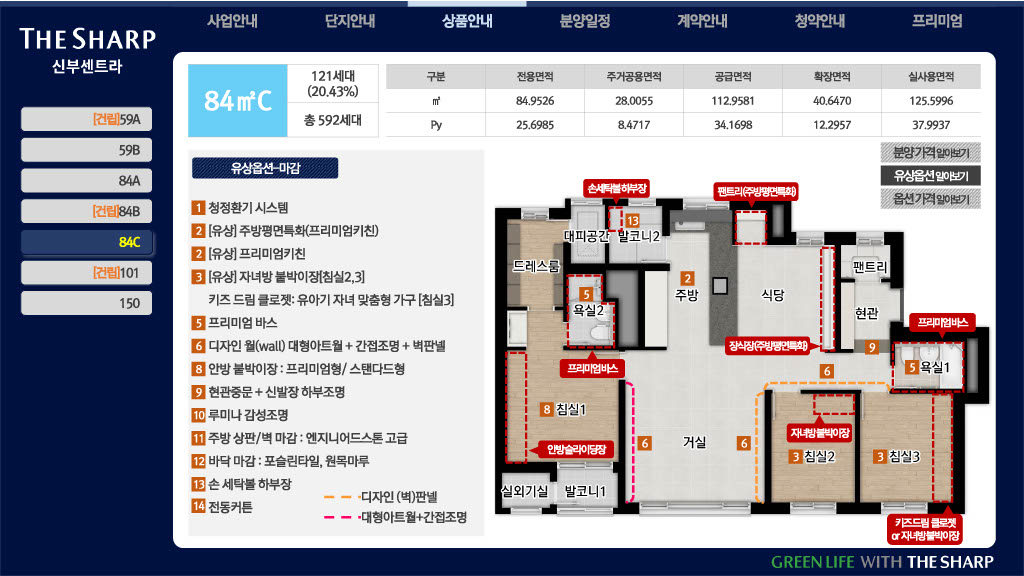 사업안내 단지안내 상품안내 분양일정 계약안내 청약안내 프리미엄
THE SHARP
신부센트라
[건립]59A
59B
84A
[건립]84B
84C
[건립]101
150
84㎡C
121세대
(20.43%)
총 592세대
구분 전용면적 주거공용면적 공급면적 확장면적 실사용면적
㎡ 84.9526 28.0055 112.9581 40.6470 125.5996
Py 25.6985 8.4717 34.1698 12.2957 37.9937
분양가격 알아보기
유상옵션 알아보기
옵션가격 알아보기
유상옵션-마감
1 청정환기 시스템
2 [유상] 주방평면특화(프리미엄키친)
2 [유상] 프리미엄키친
3 [유상] 자녀방 붙박이장[침실2,3]
키즈 드림 클로젯: 유아기 자녀 맞춤형 가구 [침실3]
5 프리미엄 바스
6 디자인 월(wall) 대형아트월 + 간접조명 + 벽판넬
8 안방 붙박이장 : 프리미엄형/ 스탠다드형
9 현관중문 + 신발장 하부조명
10 루미나 감성조명
11 주방 상판/벽 마감 : 엔지니어드스톤 고급
12 바닥 마감 : 포슬린타일, 원목마루
13 손 세탁볼 하부장
14 전동커튼
디자인 (벽)판넬
대형아트월+간접조명
손세탁볼하부장
팬트리(주방평면특화)
13
대피공간 발코니2
드레스룸
팬트리
2
주방
식당
5
욕실2
현관
프리미엄바스
장식장(주방평면특화)
9
프리미엄바스
6
5 욕실1
8 침실1
자녀방붙박이장
6 거실 6
안방슬라이딩장
3 침실2
3 침실3
실외기실 발코니1
키즈드림 클로젯
or 자녀방붙박이장
GREEN LIFE WITH THE SHARP